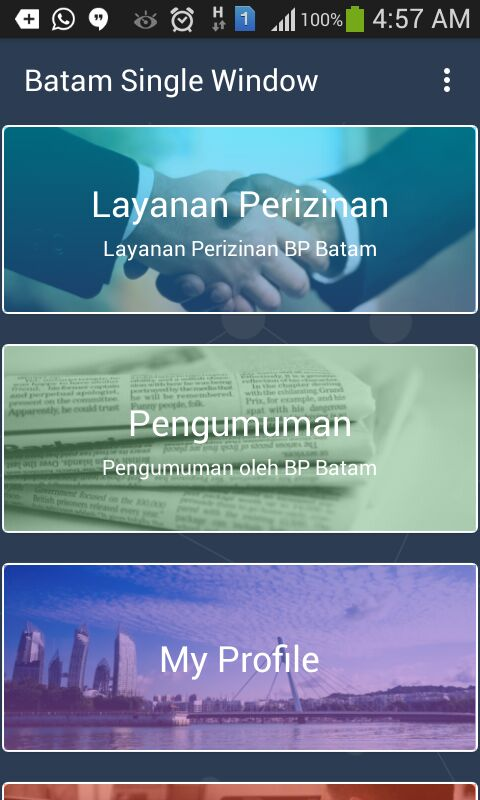 H
1
100%
4:57 AM
Batam Single Window
Layanan Perizinan
Layanan Perizinan BP Batam
Pengumuman
Pengumuman oleh BP Batam
My Profile